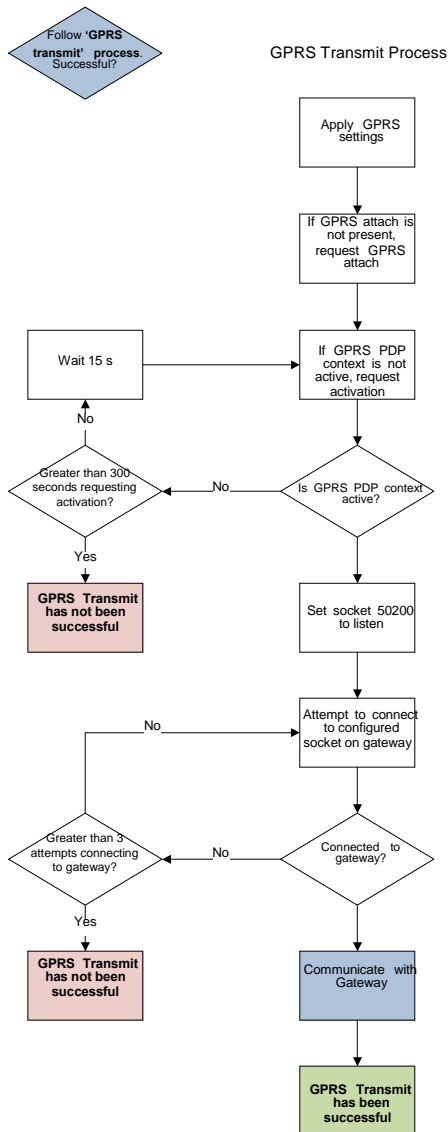 Follow ‘GPRS
transmit’ process.
Successful?
GPRS Transmit Process
Apply GPRS
settings
If GPRS attach is
not present,
request GPRS
attach
Wait 15 s
If GPRS PDP
context is not
active, request
activation
No
Greater than 300
seconds requesting
activation?
No
Is GPRS PDP context
active?
Yes
GPRS Transmit
has not been
successful
Set socket 50200
to listen
No
Attempt to connect
to configured
socket on gateway
Greater than 3
attempts connecting
to gateway?
No
Connected to
gateway?
Yes
GPRS Transmit
has not been
successful
Communicate with
Gateway
GPRS Transmit
has been
successful